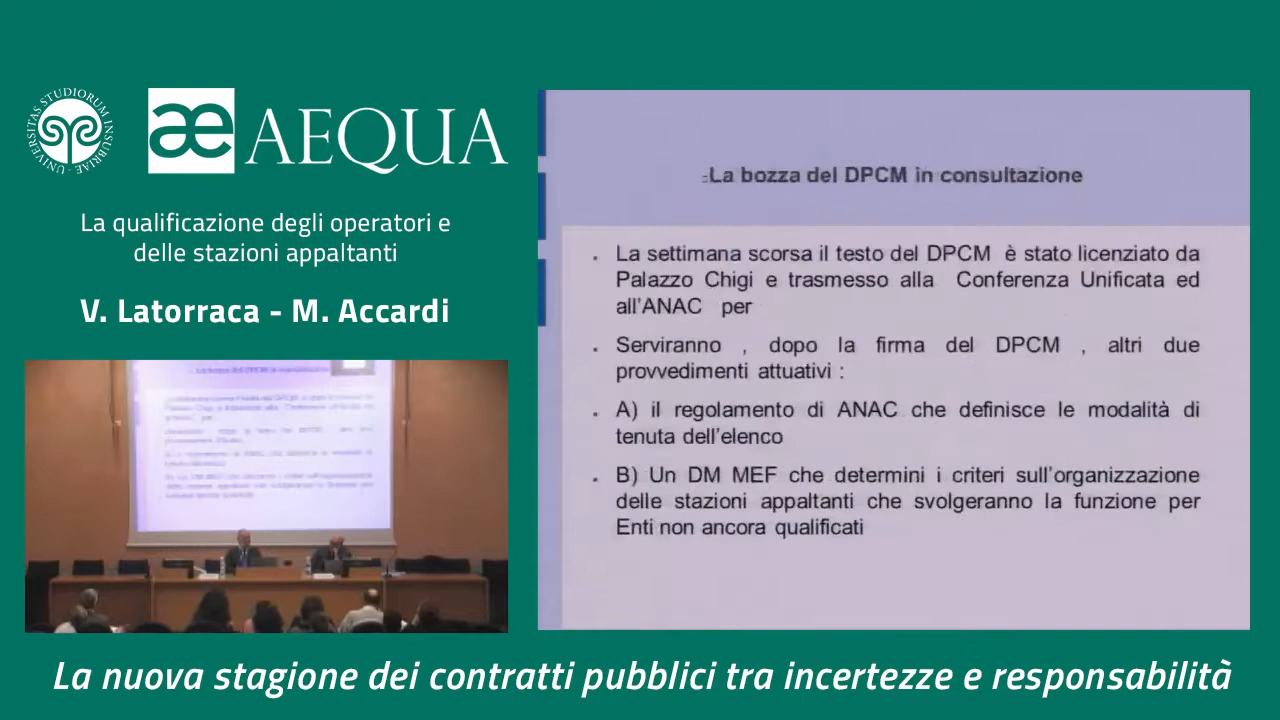 UNIVERSITAS STUDIORUM INSUBRIAE
æ AEQUA
La qualificazione degli operatori e
delle stazioni appaltanti
V. Latorraca - M. Accardi
La bozza del DPCM in consultazione
La settimana scorsa il testo del DPCM è stato licenziato da
Palazzo Chigi e trasmesso alla Conferenza Unificata ed
all'ANAC per
Serviranno , dopo la firma del DPCM , altri due
provvedimenti attuativi :
A) il regolamento di ANAC che definisce le modalità di
tenuta dell'elenco
B) Un DM MEF che determini i criteri sull'organizzazione
delle stazioni appaltanti che svolgeranno la funzione per
Enti non ancora qualificati
La nuova stagione dei contratti pubblici tra incertezze e responsabilità